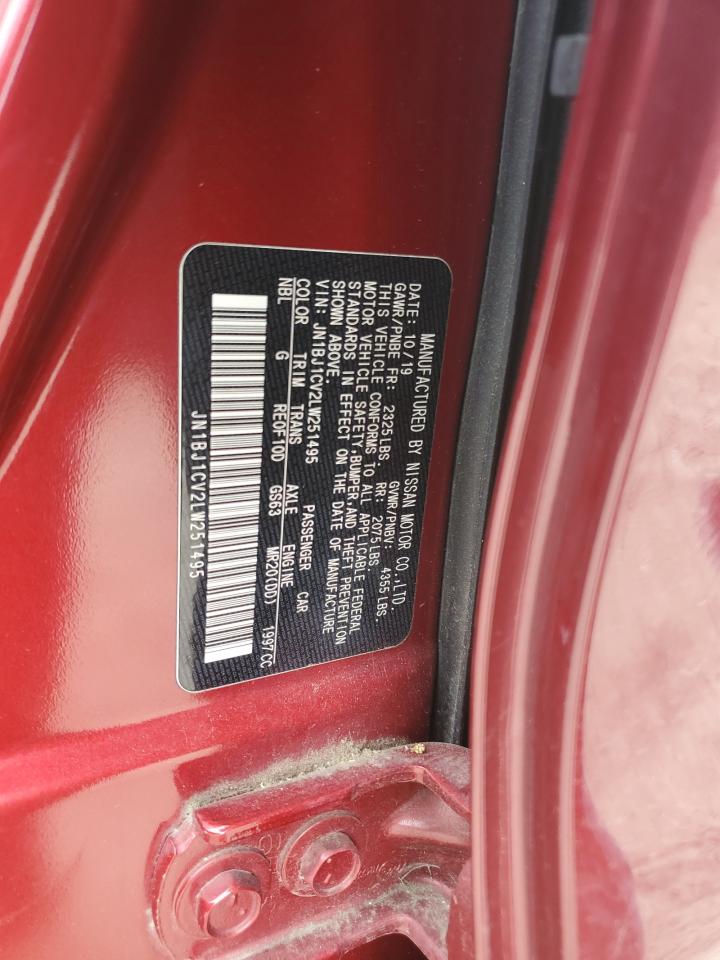 MANUFACTURED BY NISSAN MOTOR CO.,LTD.
DATE: 10/19 GVWR/PNBV: 4355 LBS.
GAWR/PNBE FR: 2325LBS. RR: 2075LBS
THIS VEHICLE CONFORMS TO ALL APPLICABLE FEDERAL
MOTOR VEHICLE SAFETY,BUMPER,AND THEFT PREVENTION
STANDARDS IN EFFECT ON THE DATE OF MANUFACTURE
SHOWN ABOVE.
VIN: JN1BJ1CV2LW251495 PASSENGER CAR
COLOR TRIM TRANS AXLE ENGINE
NBL G RE0F10D GS63 MR20(DD) 1997CC
JN1BJ1CV2LW251495